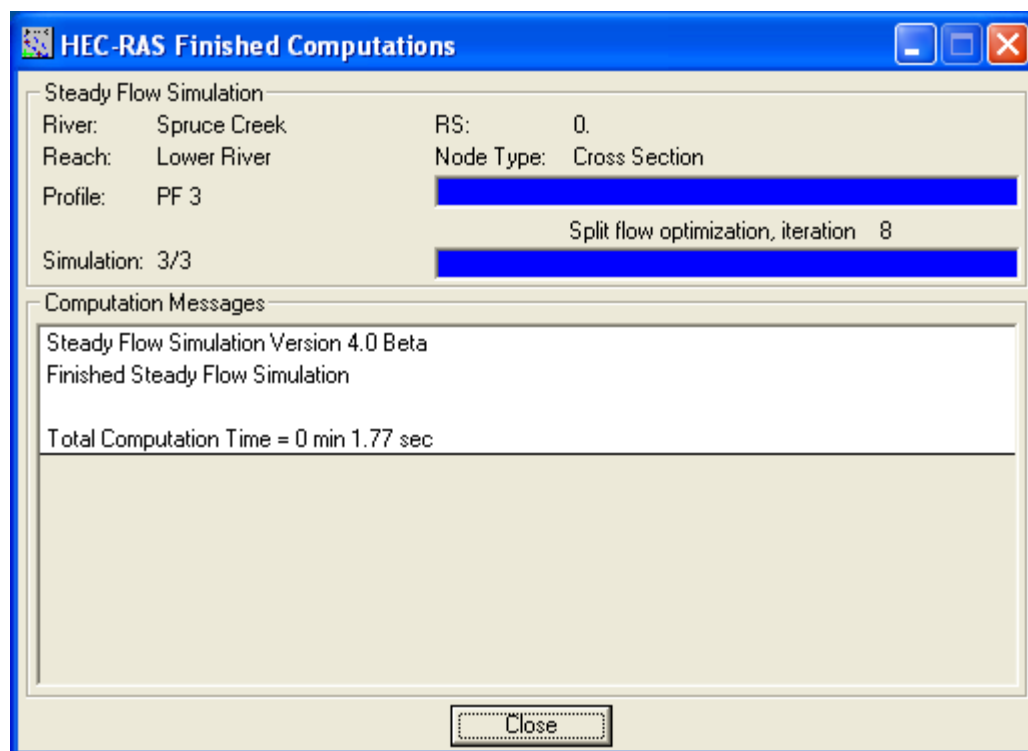 HEC-RAS Finished Computations
Steady Flow Simulation
River: Spruce Creek RS: 0.
Reach: Lower River Node Type: Cross Section
Profile: PF 3
Split flow optimization, iteration 8
Simulation: 3/3
Computation Messages
Steady Flow Simulation Version 4.0 Beta
Finished Steady Flow Simulation
Total Computation Time = 0 min 1.77 sec
Close